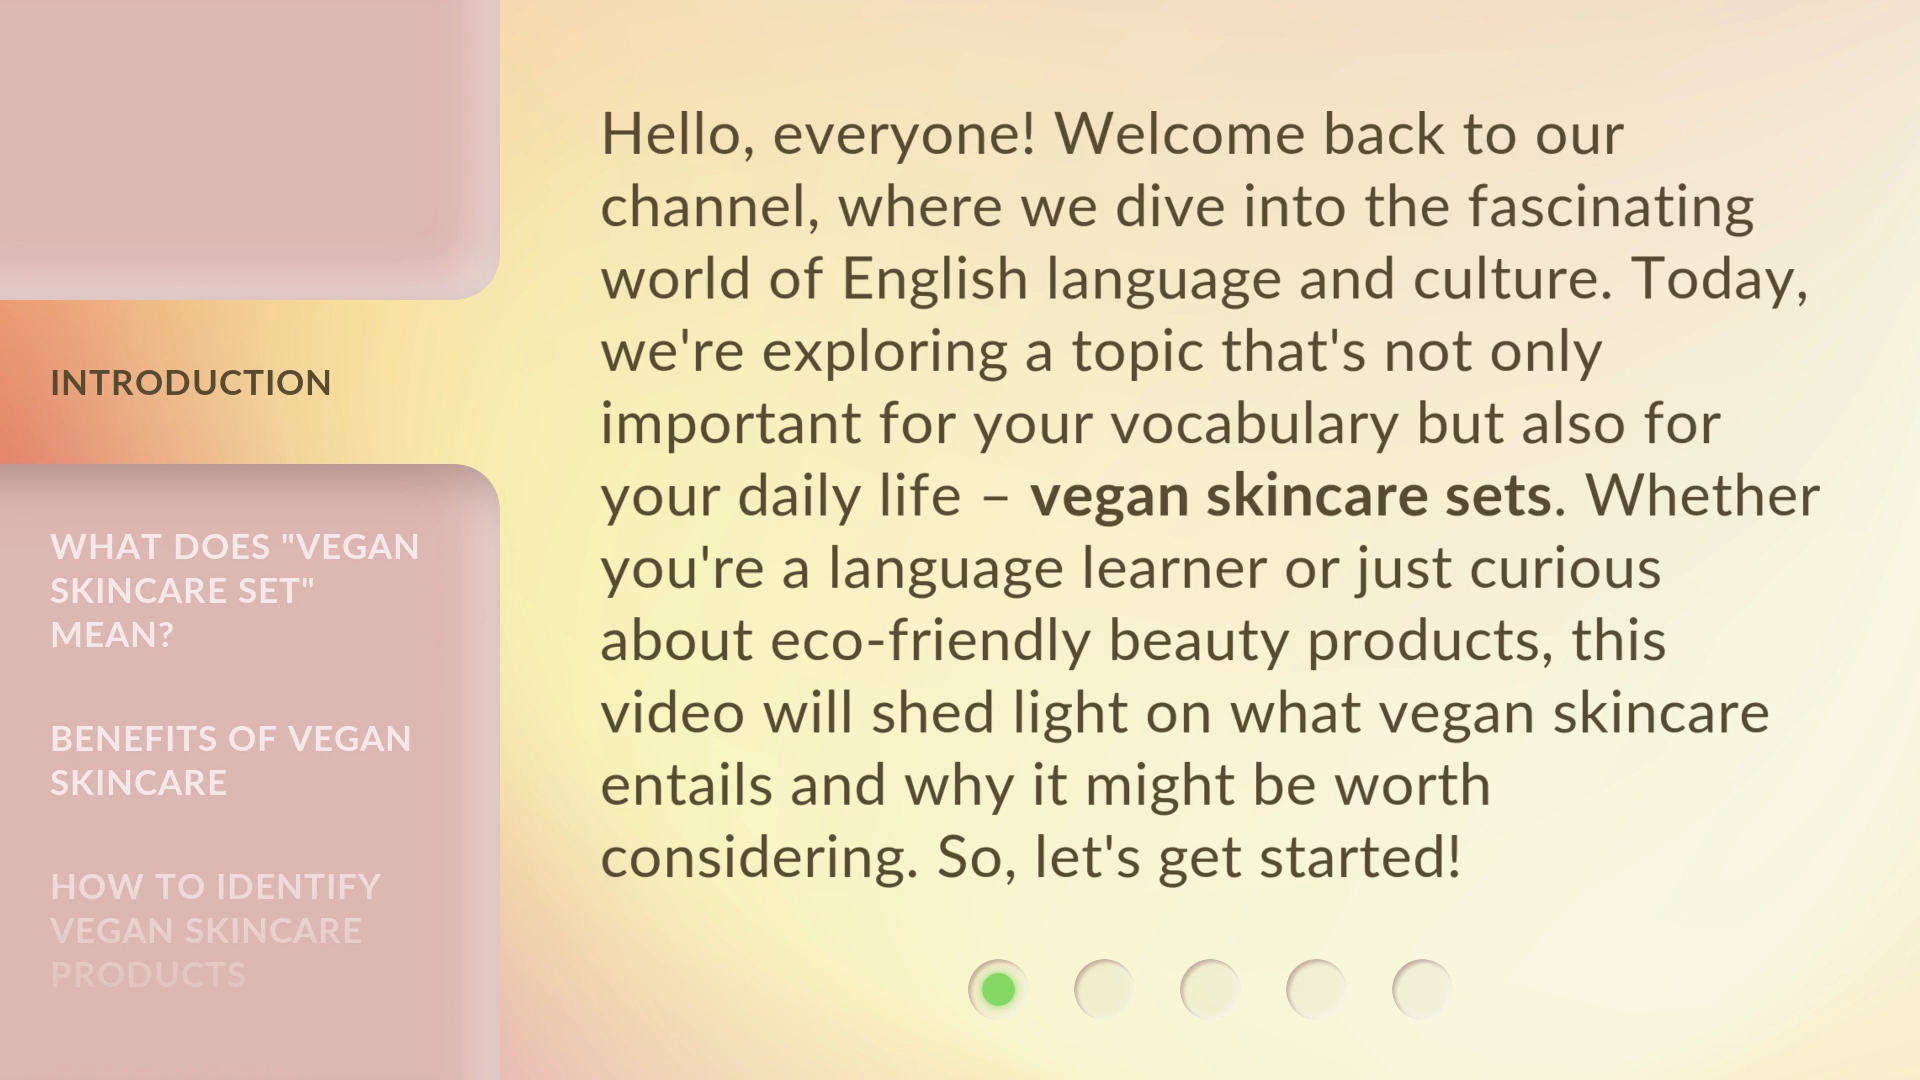 INTRODUCTION
WHAT DOES "VEGAN
SKINCARE SET"
MEAN?
BENEFITS OF VEGAN
SKINCARE
HOW TO IDENTIFY
VEGAN SKINCARE
PRODUCTS
Hello, everyone! Welcome back to our
channel, where we dive into the fascinating
world of English language and culture. Today,
we're exploring a topic that's not only
important for your vocabulary but also for
your daily life – vegan skincare sets. Whether
you're a language learner or just curious
about eco-friendly beauty products, this
video will shed light on what vegan skincare
entails and why it might be worth
considering. So, let's get started!